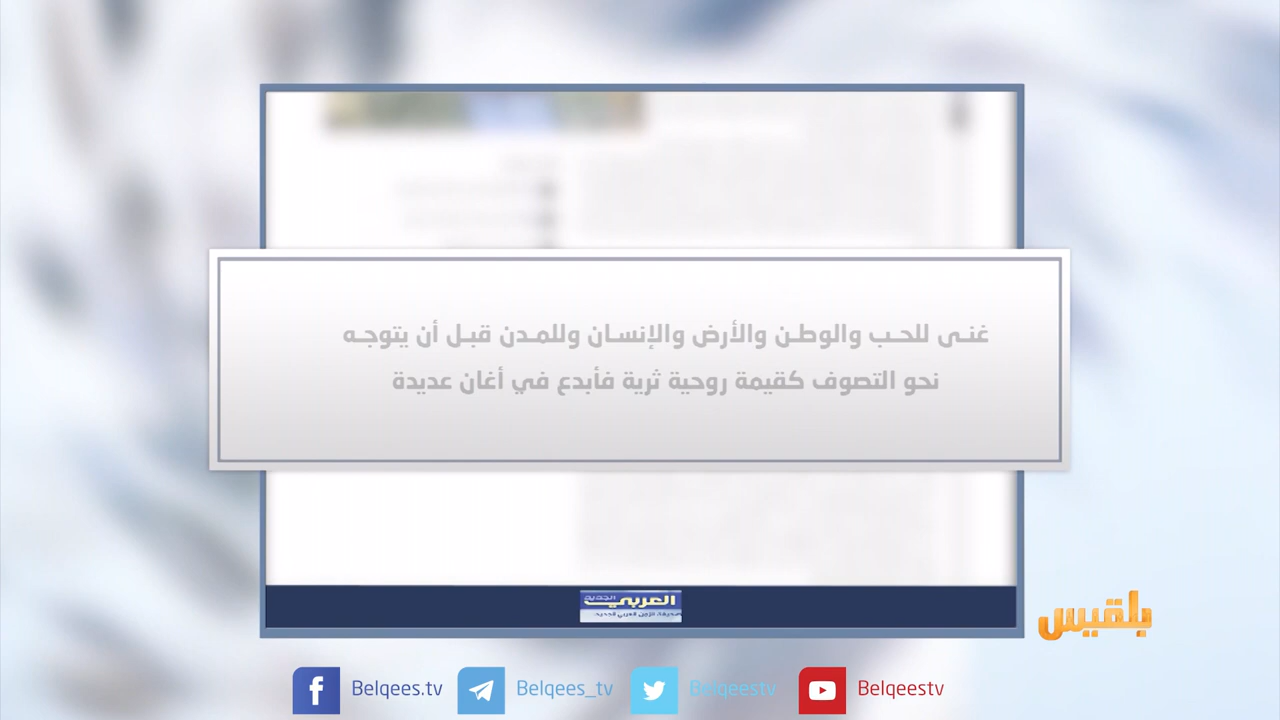 غنى للحب والوطن والأرض والإنسان وللمدن قبل أن يتوجه
نحو التصوف كقيمة روحية ثرية فأبدع في أغان عديدة
العربي الجديد
بلقيس
Belqees.tv
Belqees_tv
Belqeestv
Belqeestv